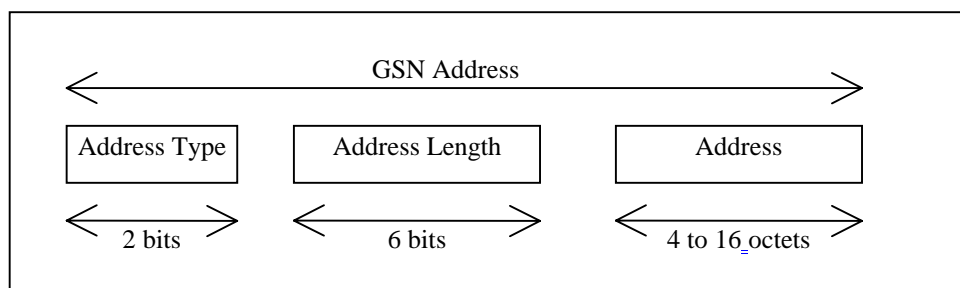 GSN Address
Address Type Address Length Address
2 bits 6 bits 4 to 16 octets